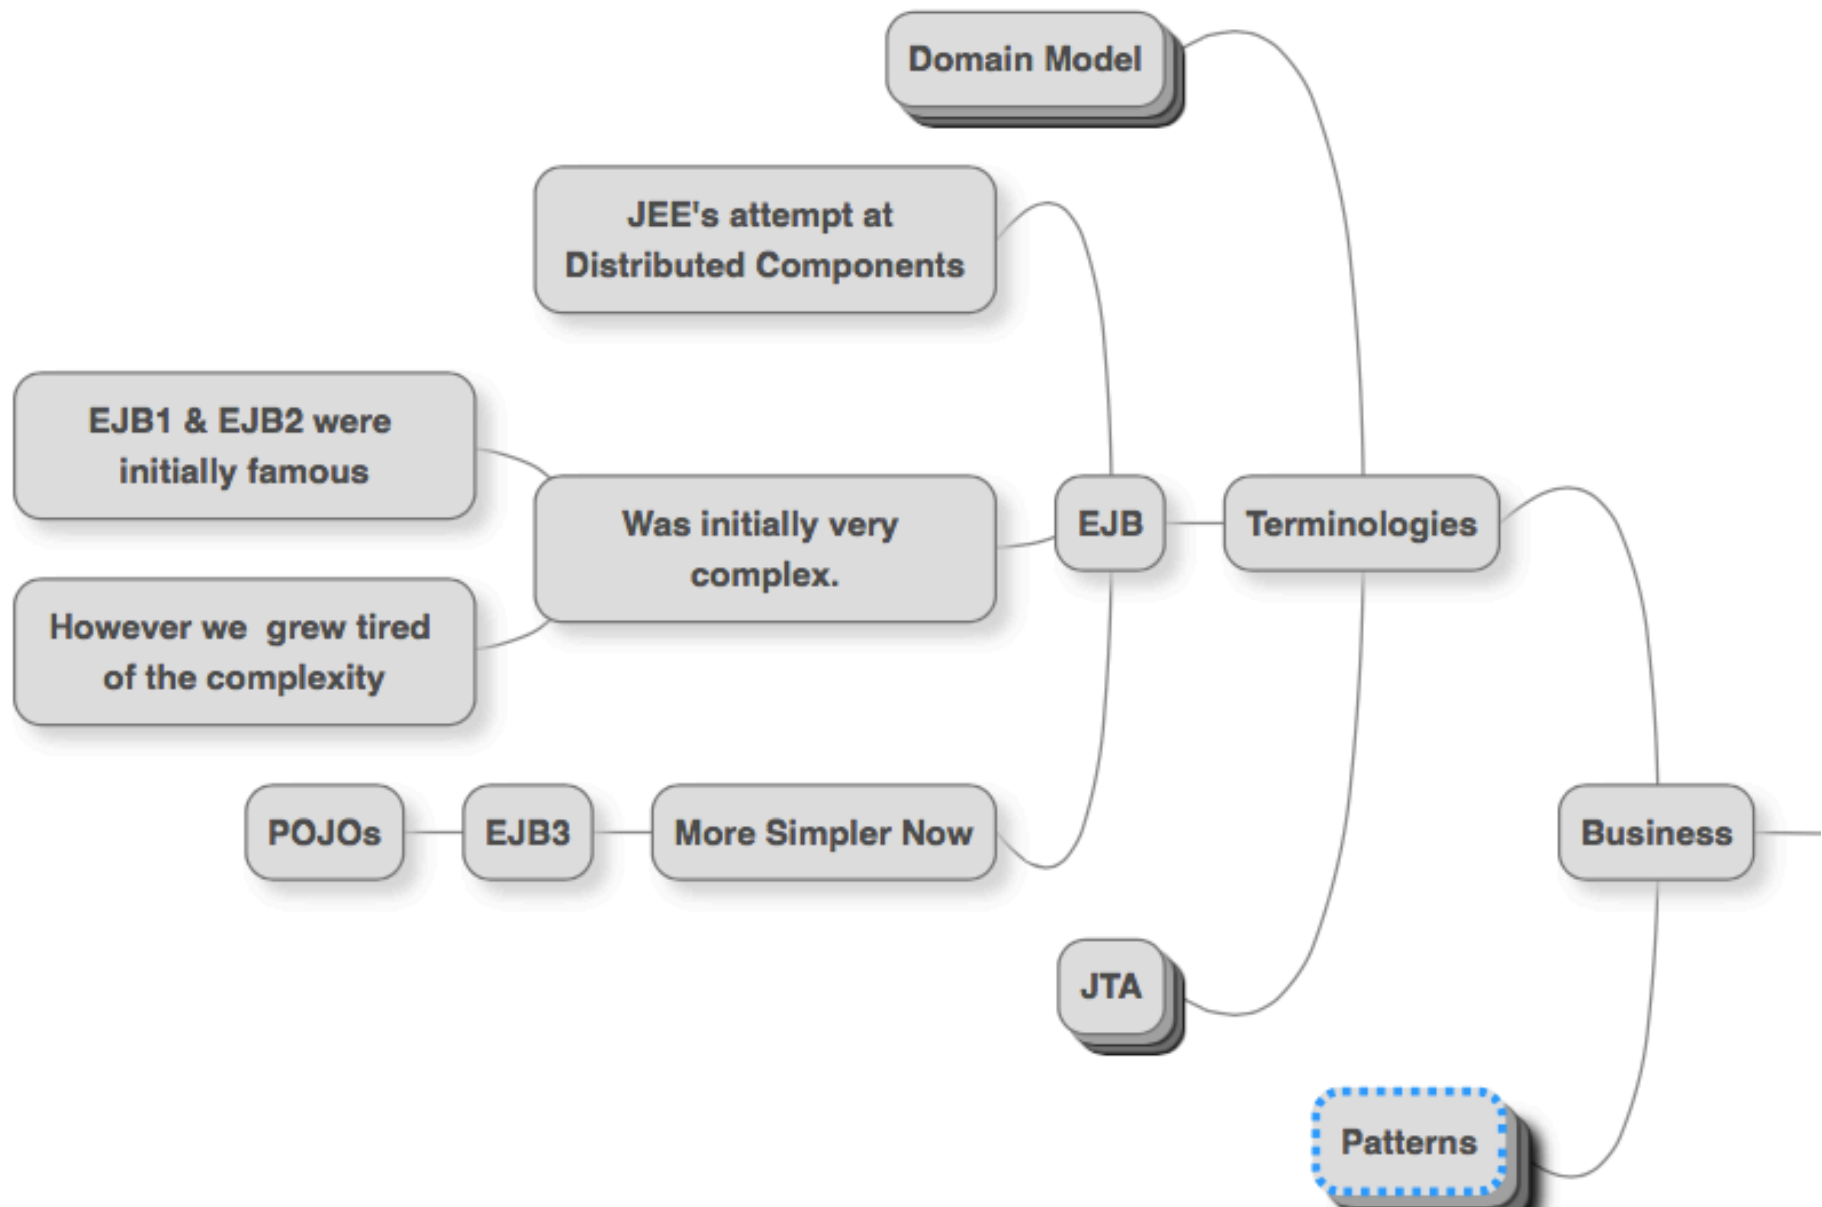 Domain Model
JEE's attempt at
Distributed Components
EJB1 & EJB2 were
initially famous
Was initially very
complex.
EJB
Terminologies
However we  grew tired
of the complexity
POJOs
EJB3
More Simpler Now
Business
JTA
Patterns